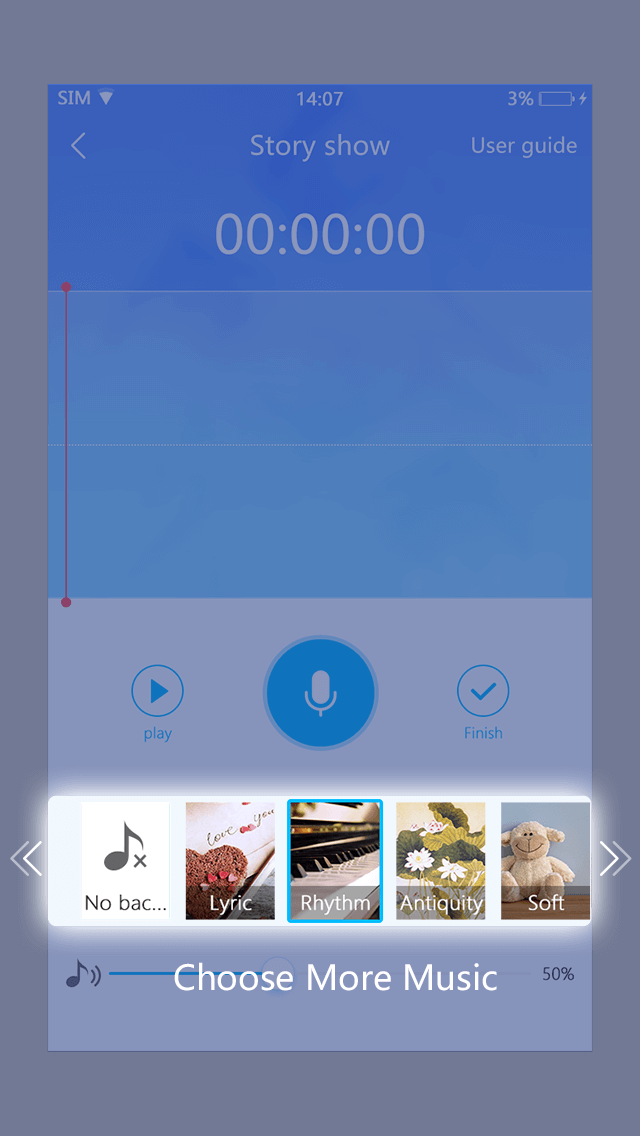 SIM 14:07 3%
Story show User guide
00:00:00
play Finish
love you
No bac... Lyric Rhythm Antiquity Soft
Choose More Music 50%